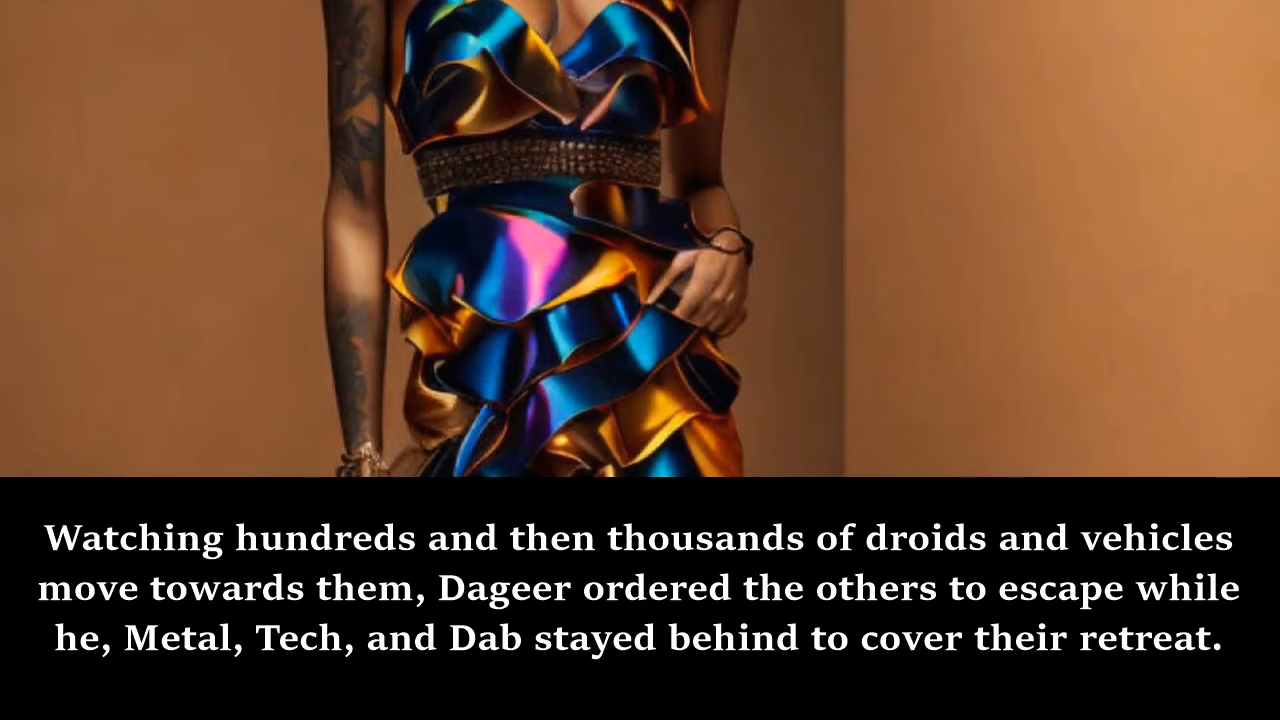 Watching hundreds and then thousands of droids and vehicles
move towards them, Dageer ordered the others to escape while
he, Metal, Tech, and Dab stayed behind to cover their retreat.